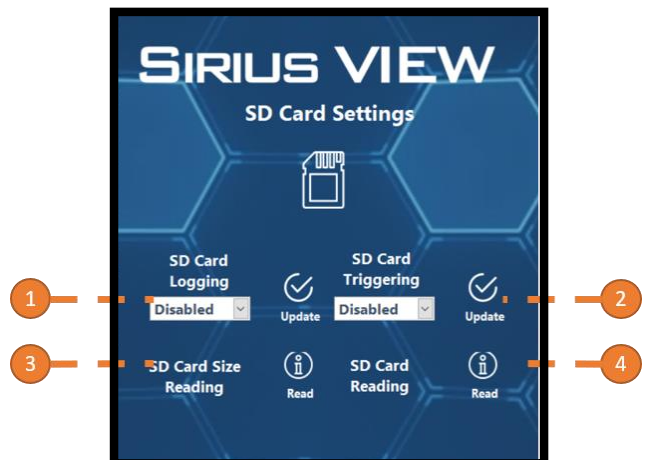 SIRIUS VIEW
SD Card Settings
SD Card
Logging
Disabled
Update
SD Card
Triggering
Disabled
Update
1
2
3
SD Card Size
Reading
Read
SD Card
Reading
Read
4